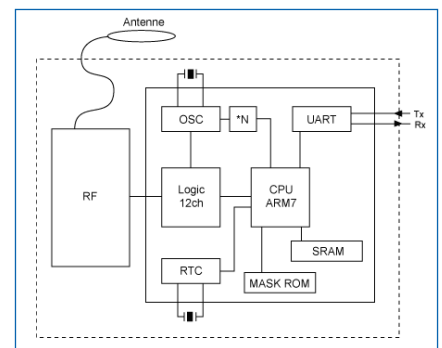 Antenne
OSC
*N
UART
Tx
Rx
RF
Logic
12ch
CPU
ARM7
RTC
SRAM
MASK ROM